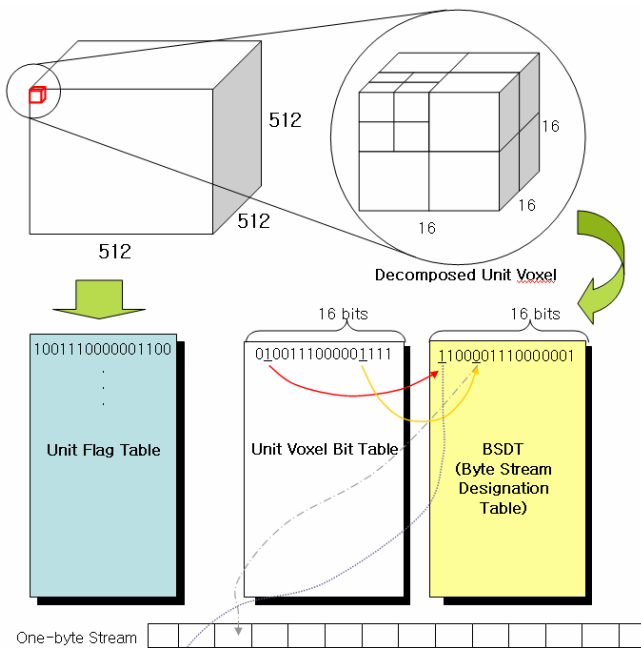 512
512
512
16
16
16
Decomposed Unit Voxel
16 bits
16 bits
1001110000001100
.
.
.
Unit Flag Table
0100111000001111
Unit Voxel Bit Table
1100001110000001
BSDT
(Byte Stream
Designation
Table)
One-byte Stream